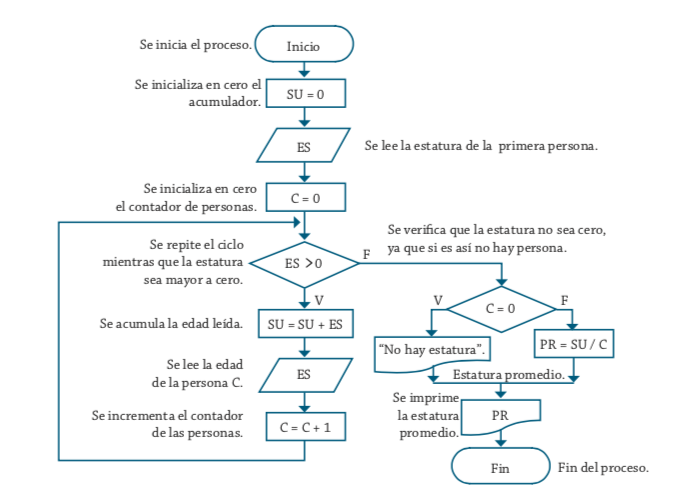 Se inicia el proceso.
Inicio
Se inicializa en cero el
acumulador.
SU = 0
ES
Se lee la estatura de la primera persona.
Se inicializa en cero
el contador de personas.
C = 0
Se repite el ciclo
mientras que la estatura
sea mayor a cero.
ES > 0
F
V
Se verifica que la estatura no sea cero,
ya que si es así no hay persona.
C = 0
V
F
Se acumula la edad leída.
SU = SU + ES
"No hay estatura".
PR = SU / C
Se lee la edad
de la persona C.
ES
Estatura promedio.
Se imprime
la estatura
promedio.
PR
Se incrementa el contador
de las personas.
C = C + 1
Fin
Fin del proceso.